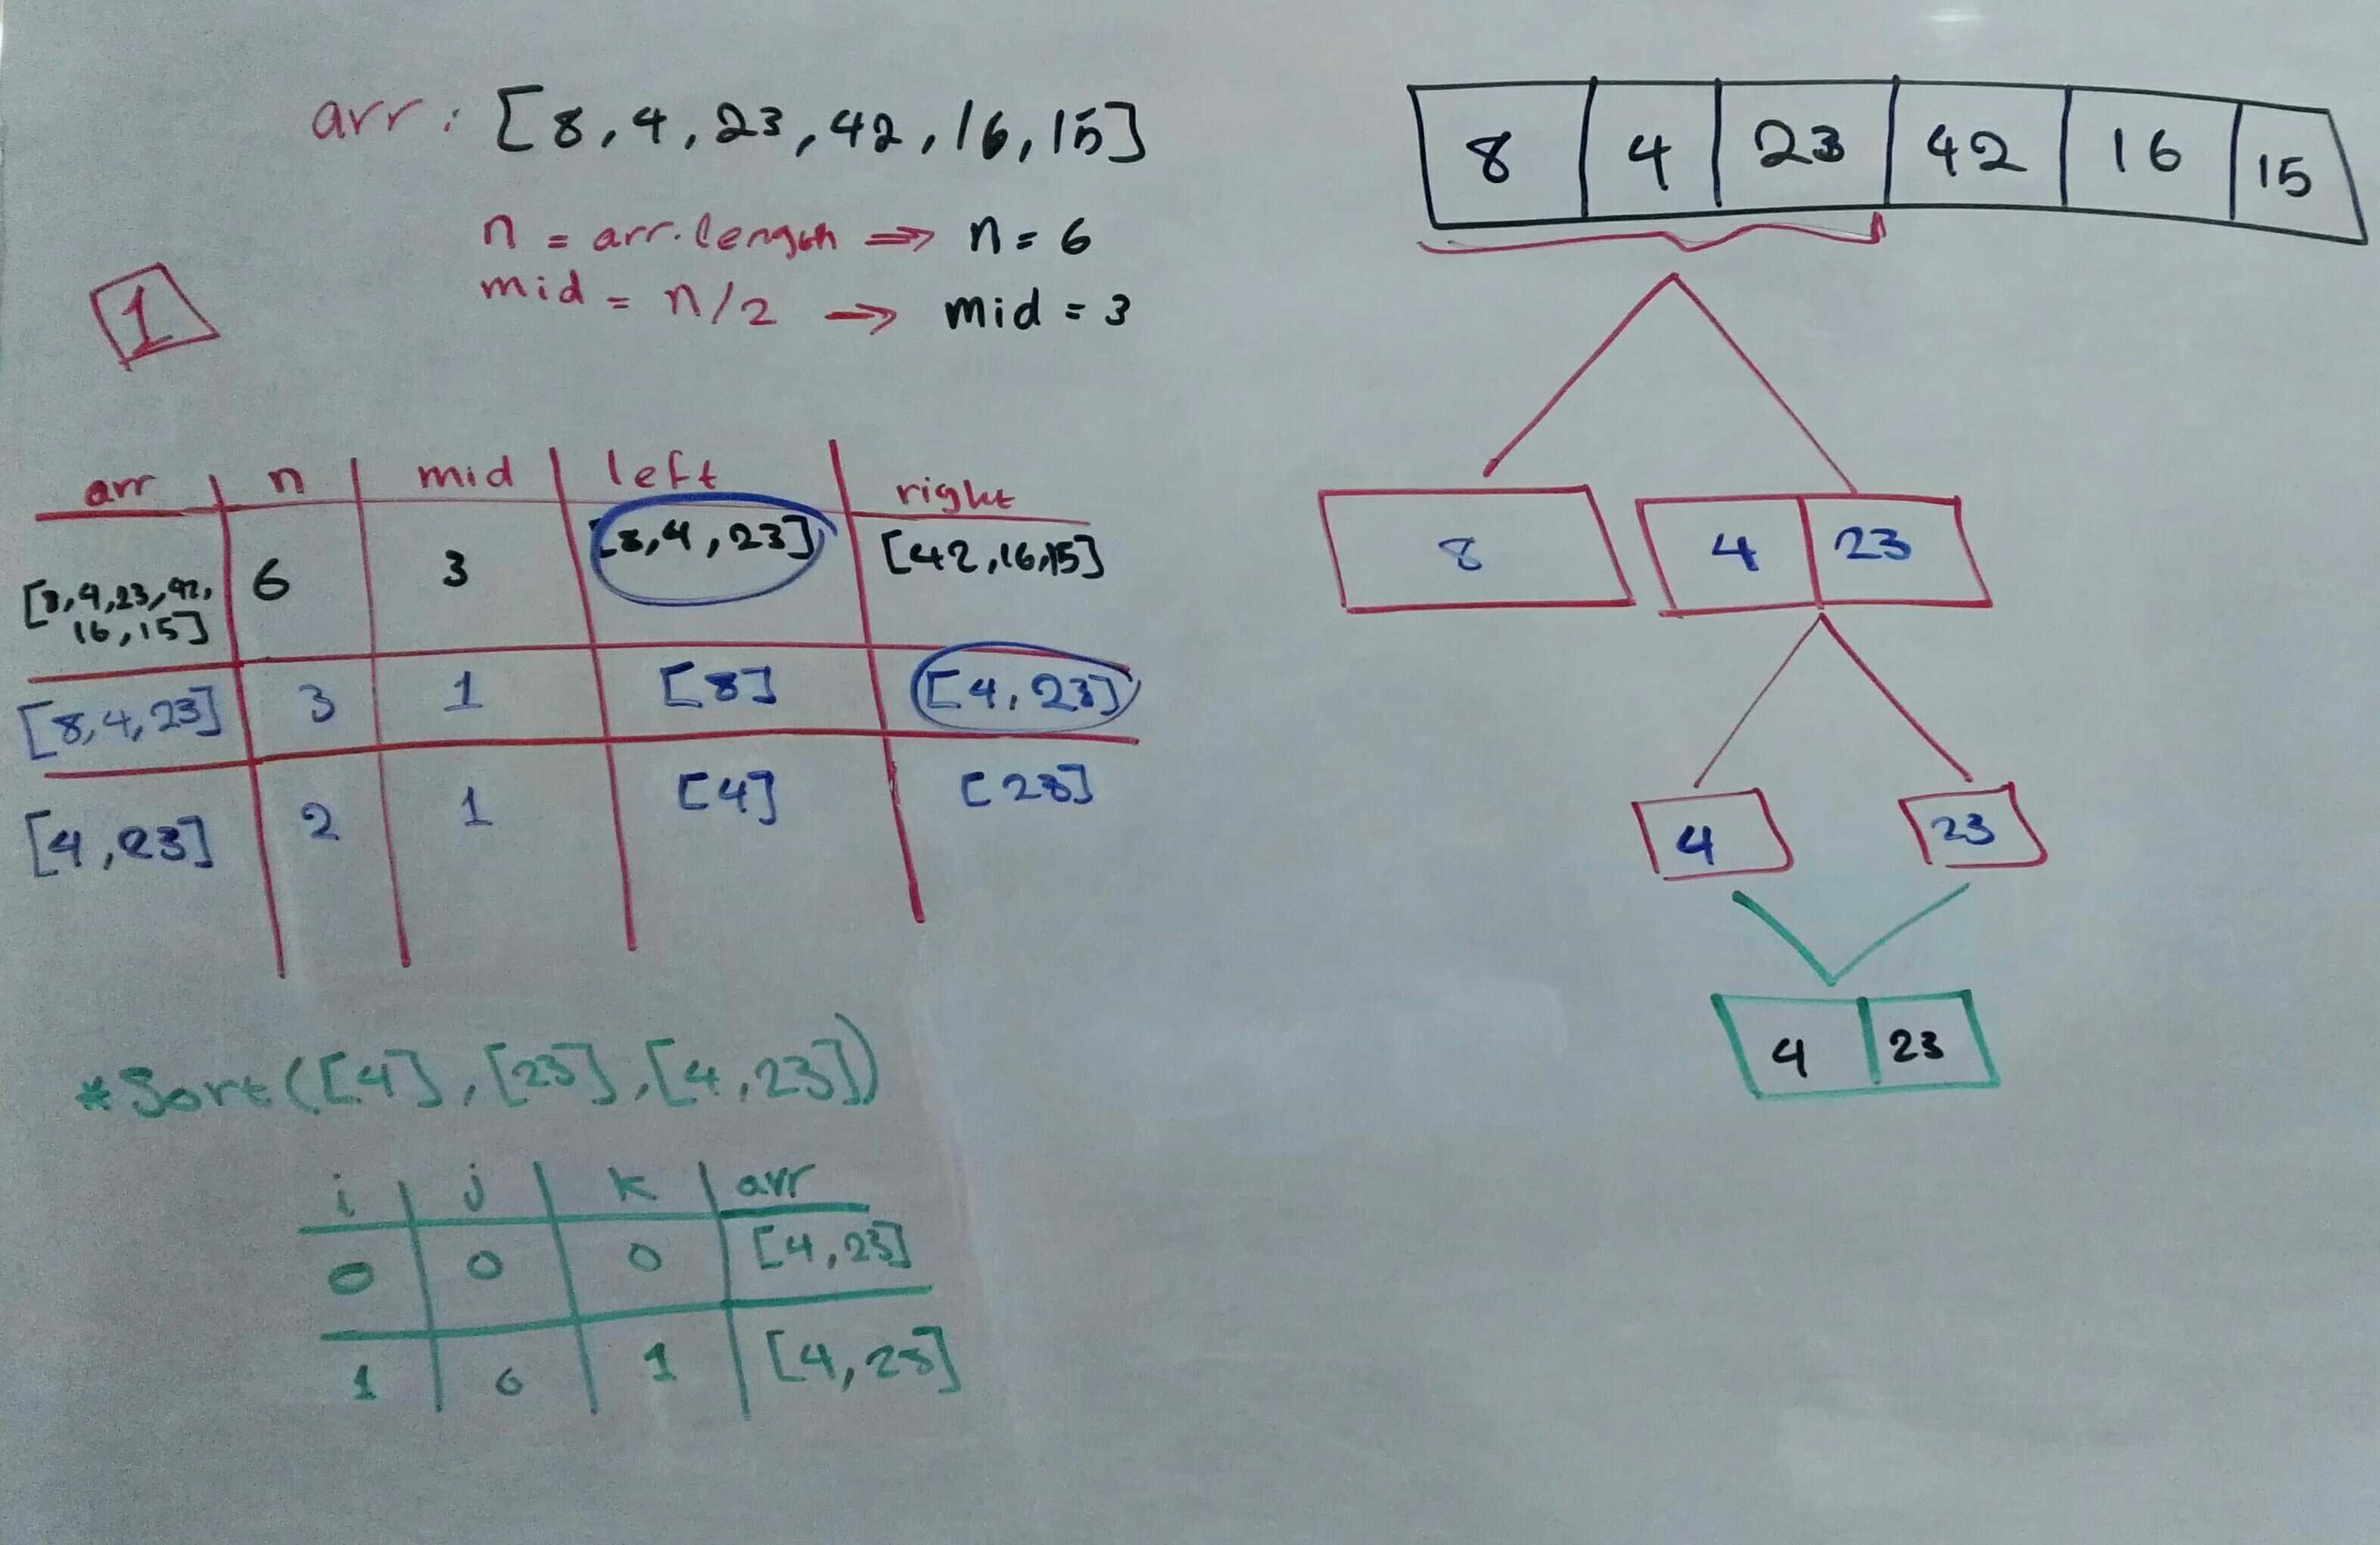 arr : [8,4,23,42,16,15]
n = arr.length => n = 6
mid = n/2 => mid = 3
1
8 4 23 42 16 15
8 4 23
4 23
4 23
arr n mid left right
[8,4,23,42, 6 3 [8,4,23] [42,16,15]
16,15]
[8,4,23] 3 1 [8] [4,23]
[4,23] 2 1 [4] [23]
*Sort([4],[23],[4,23])
i j k arr
0 0 0 [4,23]
1 0 1 [4,23]